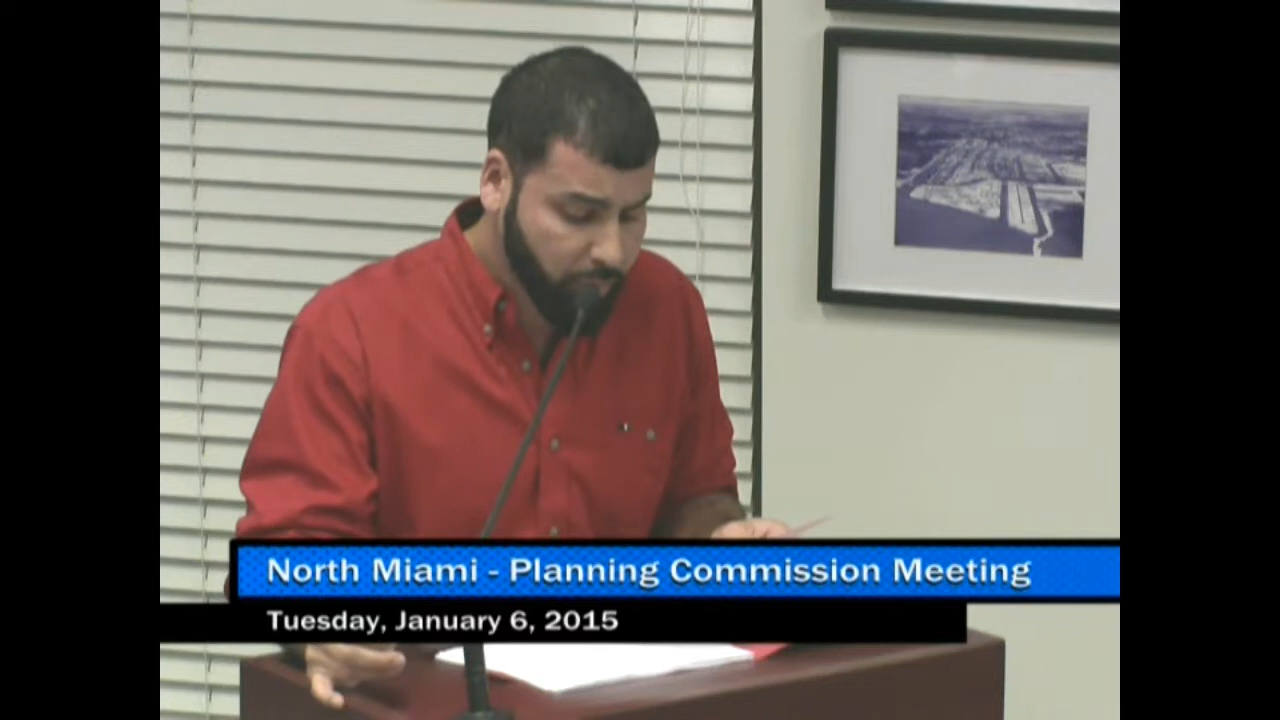 North Miami - Planning Commission Meeting
Tuesday, January 6, 2015